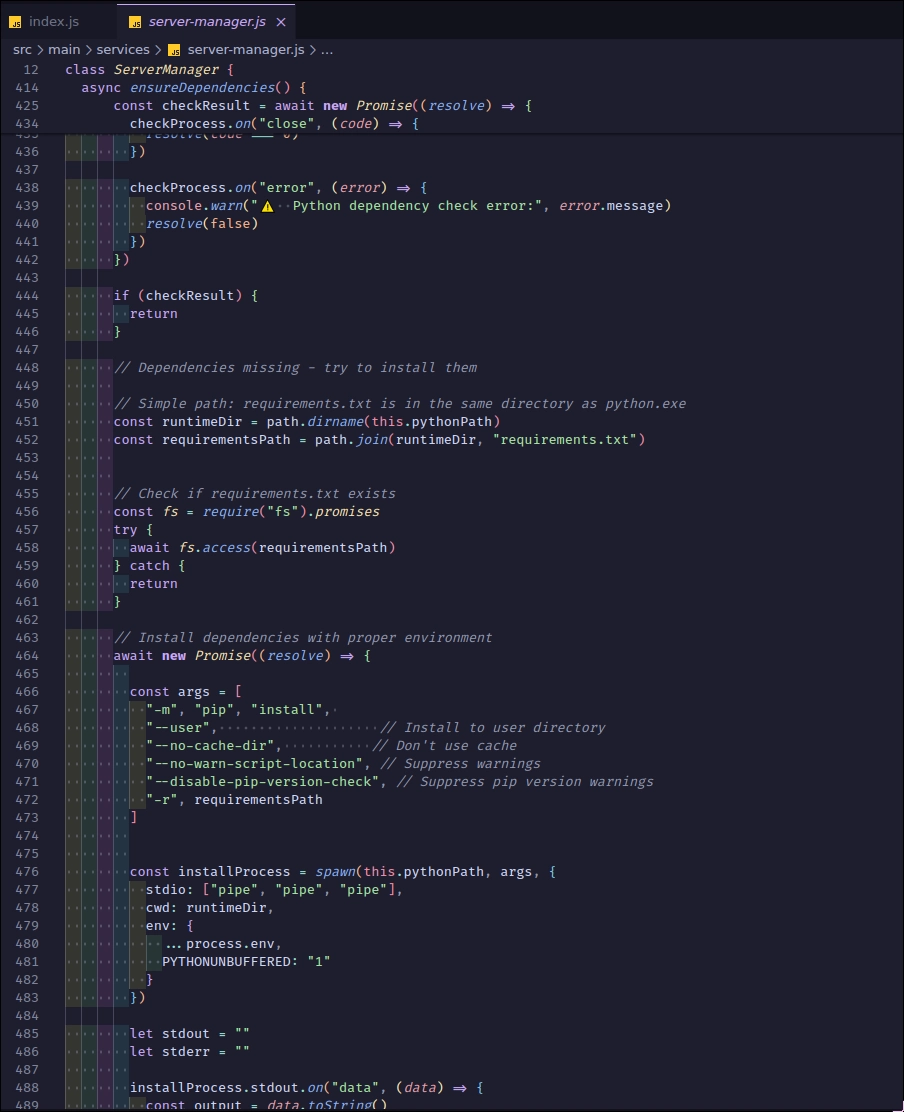 JS index.js
JS server-manager.js ×
src > main > services > JS server-manager.js > ...
12 class ServerManager {
414 async ensureDependencies() {
425 const checkResult = await new Promise((resolve) => {
434 checkProcess.on("close", (code) => {
435 resolve(code === 0)
436 })
437
438 checkProcess.on("error", (error) => {
439 console.warn("⚠️  Python dependency check error:", error.message)
440 resolve(false)
441 })
442 })
443
444 if (checkResult) {
445 return
446 }
447
448 // Dependencies missing - try to install them
449
450 // Simple path: requirements.txt is in the same directory as python.exe
451 const runtimeDir = path.dirname(this.pythonPath)
452 const requirementsPath = path.join(runtimeDir, "requirements.txt")
453
454
455 // Check if requirements.txt exists
456 const fs = require("fs").promises
457 try {
458 await fs.access(requirementsPath)
459 } catch {
460 return
461 }
462
463 // Install dependencies with proper environment
464 await new Promise((resolve) => {
465
466 const args = [
467 "-m", "pip", "install",
468 "--user", // Install to user directory
469 "--no-cache-dir", // Don't use cache
470 "--no-warn-script-location", // Suppress warnings
471 "--disable-pip-version-check", // Suppress pip version warnings
472 "-r", requirementsPath
473 ]
474
475
476 const installProcess = spawn(this.pythonPath, args, {
477 stdio: ["pipe", "pipe", "pipe"],
478 cwd: runtimeDir,
479 env: {
480 ...process.env,
481 PYTHONUNBUFFERED: "1"
482 }
483 })
484
485 let stdout = ""
486 let stderr = ""
487
488 installProcess.stdout.on("data", (data) => {
489 const output = data.toString()